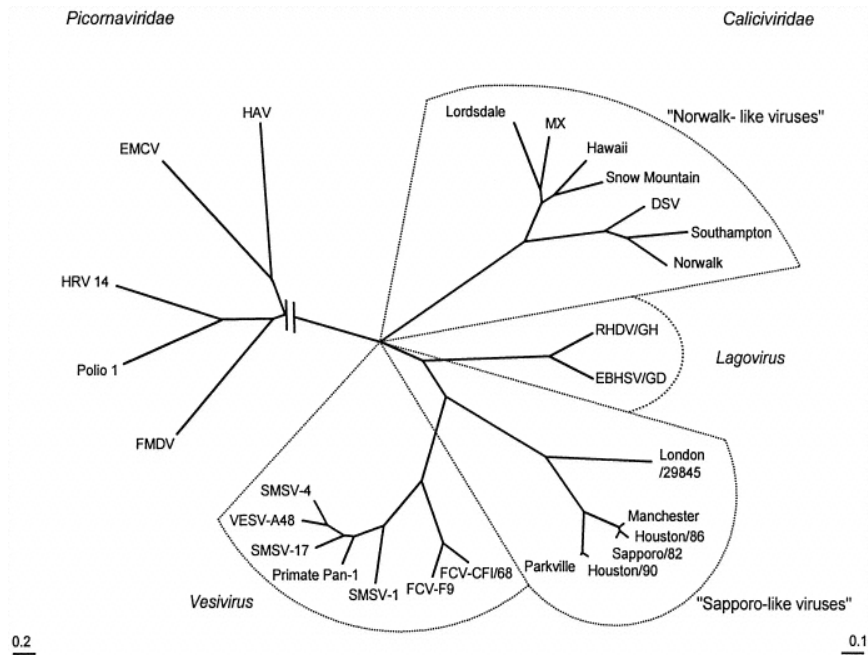 Picornaviridae
Caliciviridae
HAV
EMCV
HRV 14
Polio 1
FMDV
Lordsdale
MX
Hawaii
Snow Mountain
DSV
Southampton
Norwalk
"Norwalk- like viruses"
RHDV/GH
EBHSV/GD
Lagovirus
London
/29845
Manchester
Houston/86
Sapporo/82
Houston/90
Parkville
"Sapporo-like viruses"
SMSV-4
VESV-A48
SMSV-17
Primate Pan-1
SMSV-1
FCV-F9
FCV-CFI/68
Vesivirus
0.2
0.1